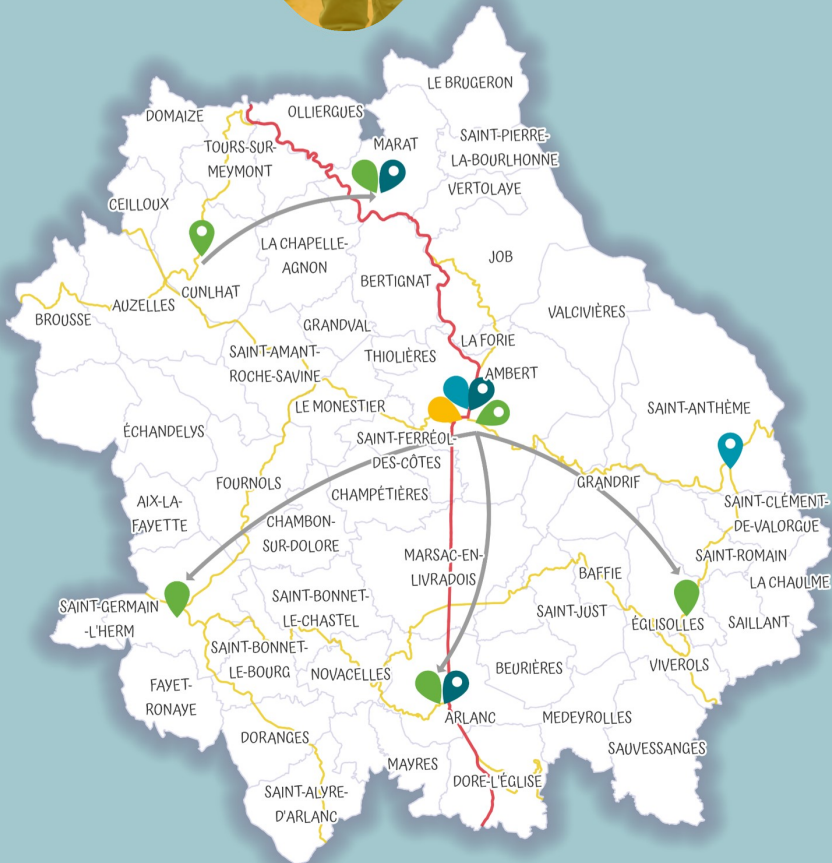 LE BRUGERON
DOMAIZE
OLLIERGUES
TOURS-SUR-
MEYMONT
MARAT
SAINT-PIERRE-
LA-BOURLHONNE
VERTOLAYE
CEILLOUX
LA CHAPELLE-
AGNON
JOB
BERTIGNAT
CUNLHAT
AUZELLES
BROUSSE
VALCIVIÈRES
GRANDVAL
LA FORIE
SAINT-AMANT-
ROCHE-SAVINE
THIOLIÈRES
AMBERT
LE MONESTIER
SAINT-ANTHÈME
ÉCHANDELYS
SAINT-FERRÉOL-
DES-CÔTES
FOURNOLS
GRANDRIF
CHAMPÉTIÈRES
AIX-LA-
FAYETTE
SAINT-CLÉMENT-
DE-VALORGUE
CHAMBON-
SUR-DOLORE
MARSAC-EN-
LIVRADOIS
SAINT-ROMAIN
BAFFIE
LA CHAULME
SAINT-GERMAIN
-L'HERM
SAINT-BONNET-
LE-CHASTEL
SAINT-JUST
ÉGLISOLLES
SAILLANT
SAINT-BONNET-
LE-BOURG
NOVACELLES
BEURIÈRES
VIVEROLS
FAYET-
RONAYE
ARLANC
MEDEYROLLES
DORANGES
SAUVESSANGES
MAYRES
DORE-L'ÉGLISE
SAINT-ALYRE-
D'ARLANC